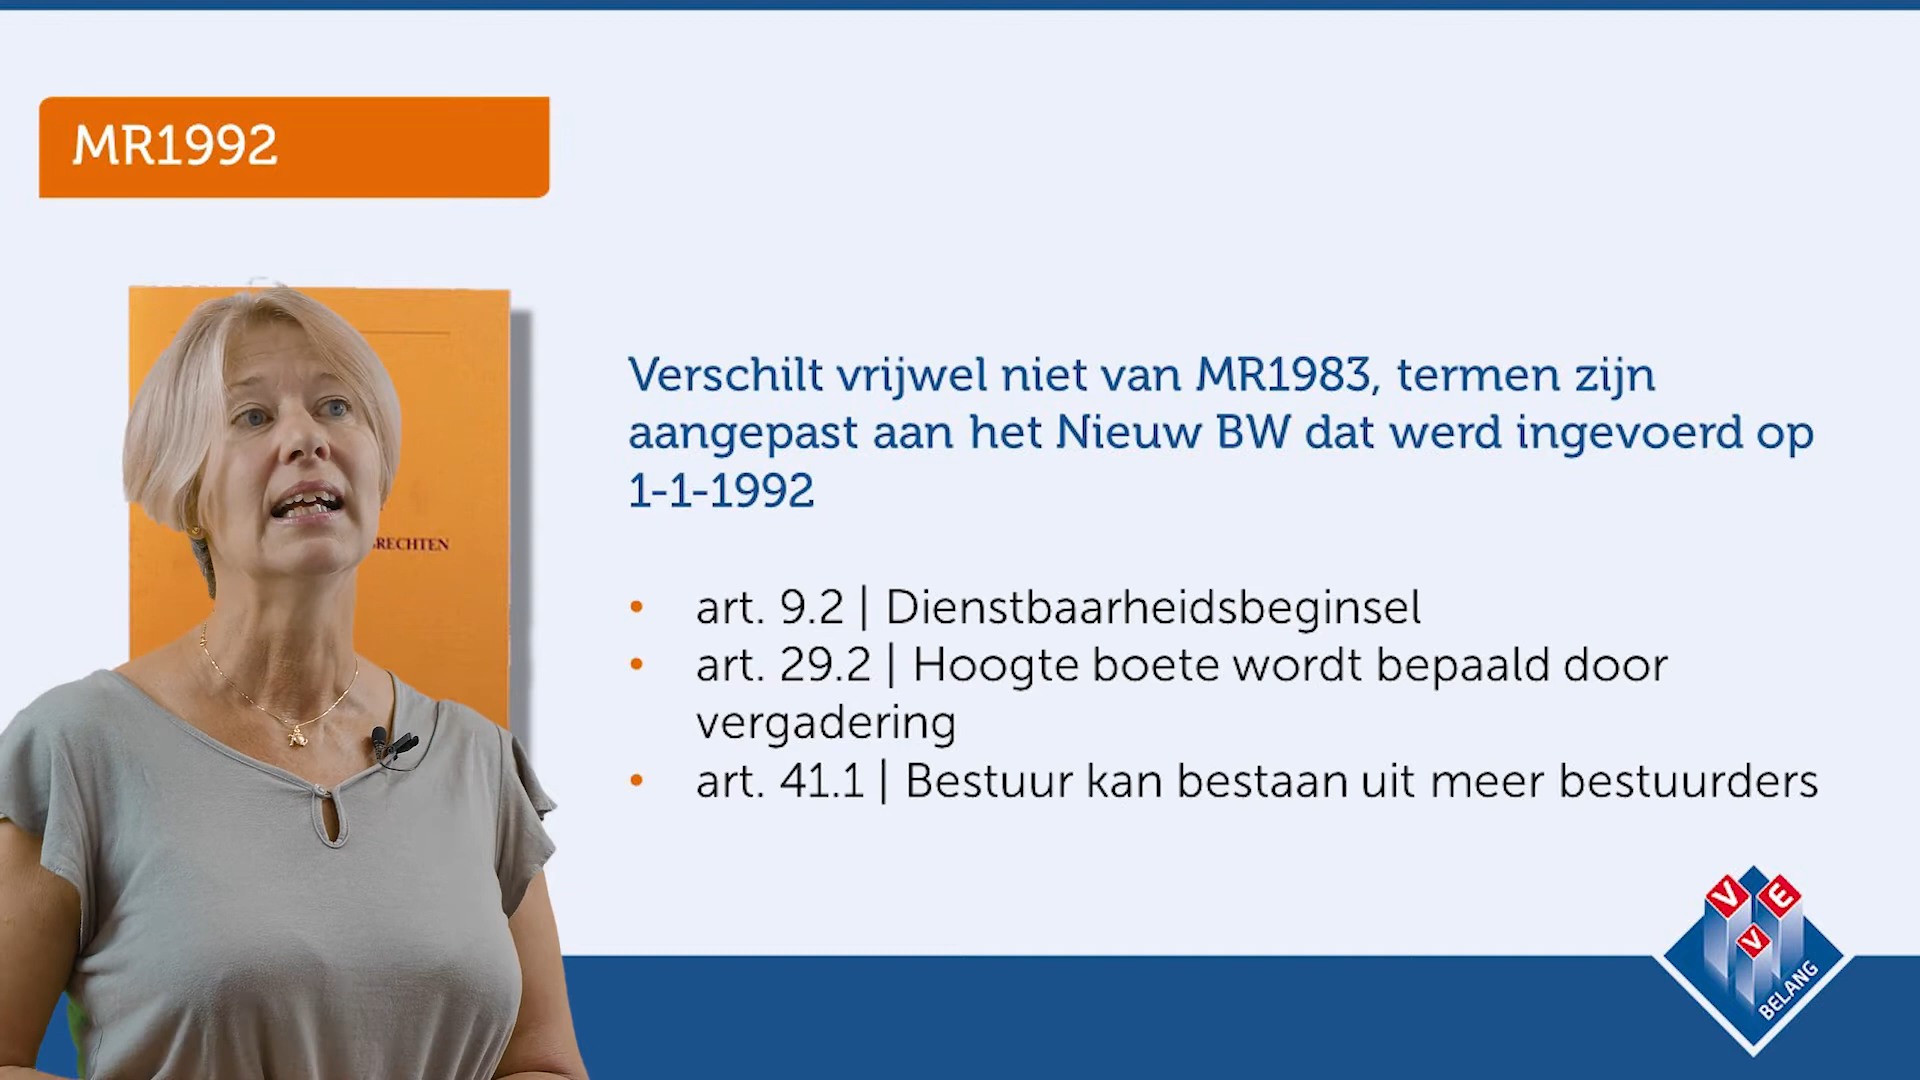 MR1992
Verschilt vrijwel niet van MR1983, termen zijn
aangepast aan het Nieuw BW dat werd ingevoerd op
1-1-1992
• art. 9.2 | Dienstbaarheidsbeginsel
• art. 29.2 | Hoogte boete wordt bepaald door
vergadering
• art. 41.1 | Bestuur kan bestaan uit meer bestuurders
V V E
BELANG